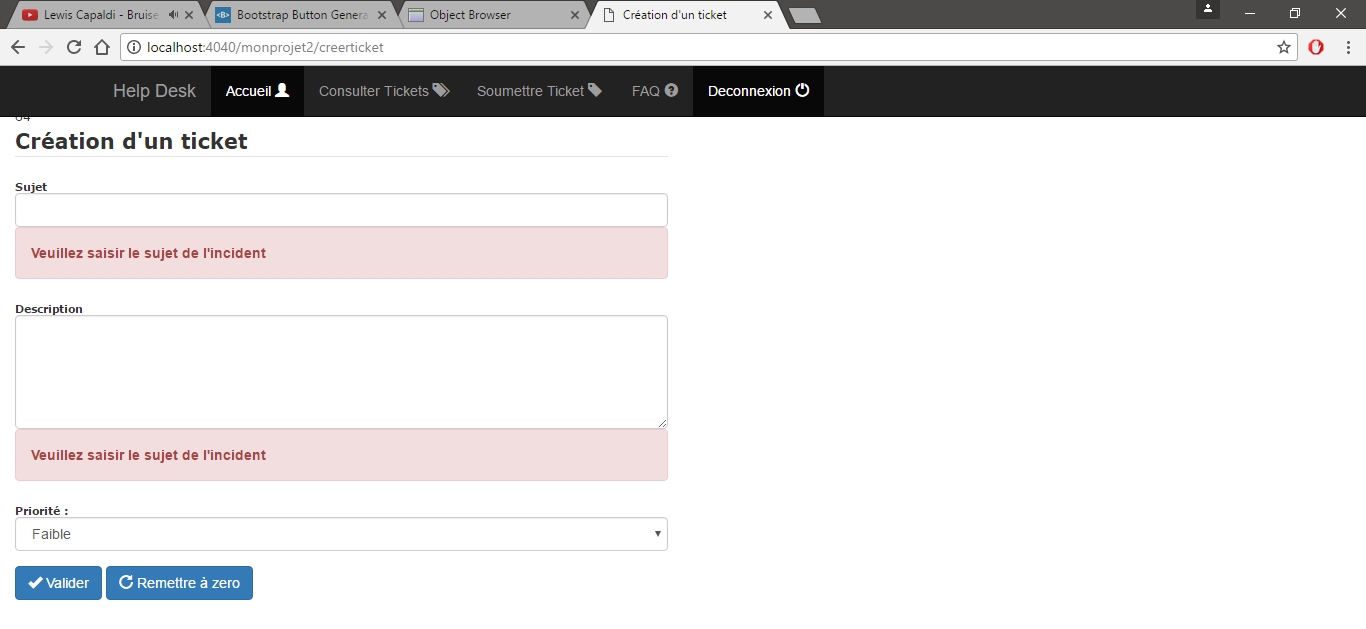 Lewis Capaldi - Bruise
Bootstrap Button Genera
Object Browser
Création d'un ticket
localhost:4040/monprojet2/creerticket
Help Desk Accueil Consulter Tickets Soumettre Ticket FAQ Deconnexion
Création d'un ticket
Sujet
Veuillez saisir le sujet de l'incident
Description
Veuillez saisir le sujet de l'incident
Priorité :
Faible
Valider Remettre à zero